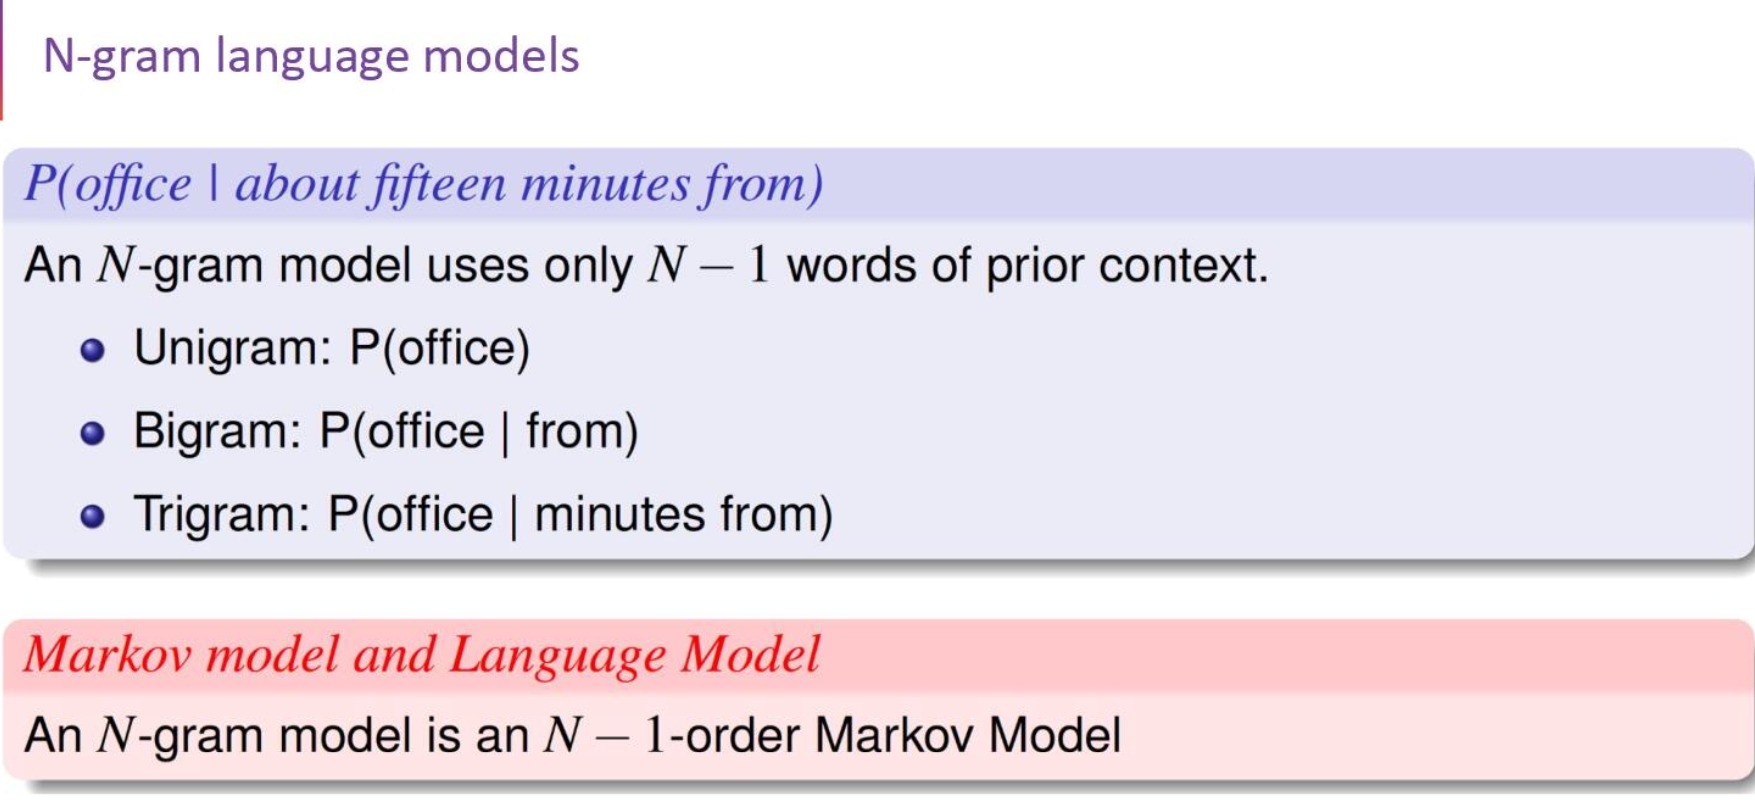 N-gram language models
P(office | about fifteen minutes from)
An N-gram model uses only N − 1 words of prior context.
Unigram: P(office)
Bigram: P(office | from)
Trigram: P(office | minutes from)
Markov model and Language Model
An N-gram model is an N − 1-order Markov Model